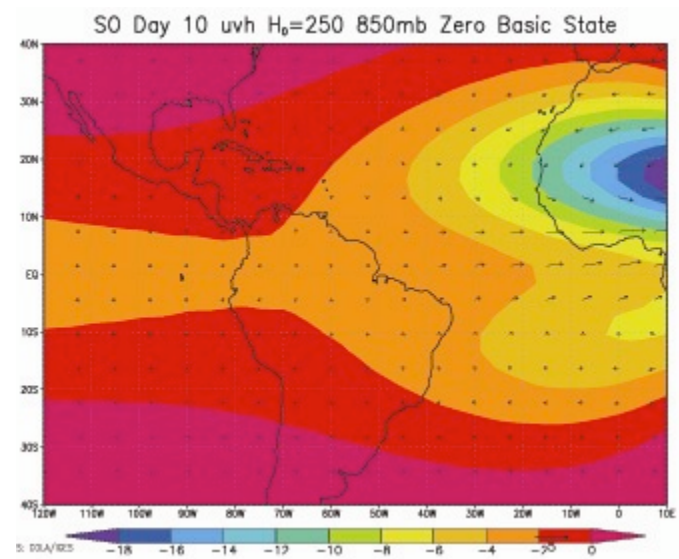 SO Day 10 uvh H₀=250 850mb Zero Basic State
40N
30N
20N
10N
EQ
10S
20S
30S
40S
120W 110W 100W 90W 80W 70W 60W 50W 40W 30W 20W 10W 0 10E
-18 -16 -14 -12 -10 -8 -6 -4 -2 0
20